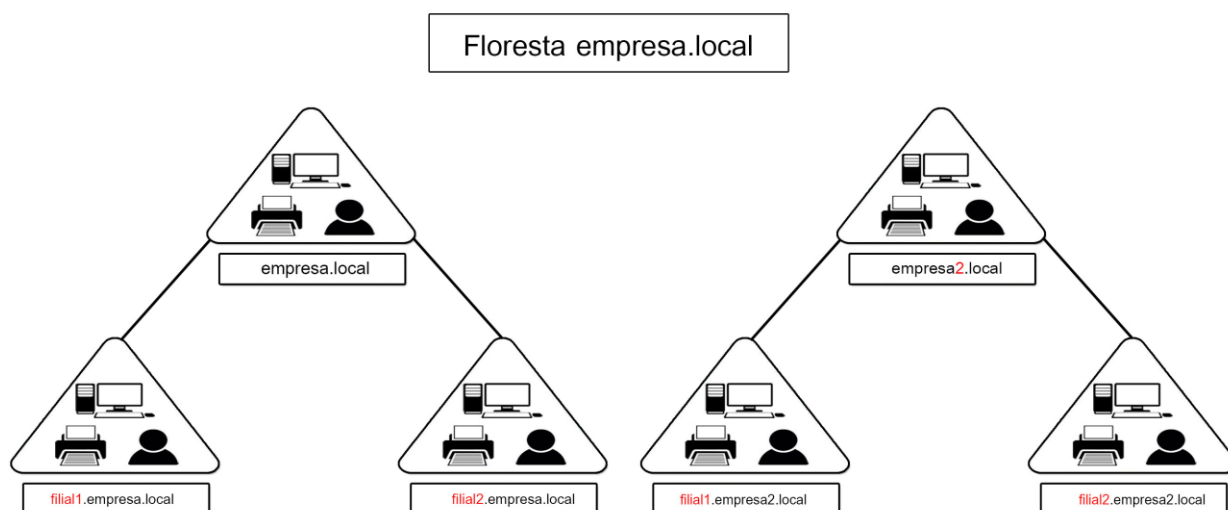 Floresta empresa.local
empresa.local
empresa2.local
filial1.empresa.local
filial2.empresa.local
filial1.empresa2.local
filial2.empresa2.local